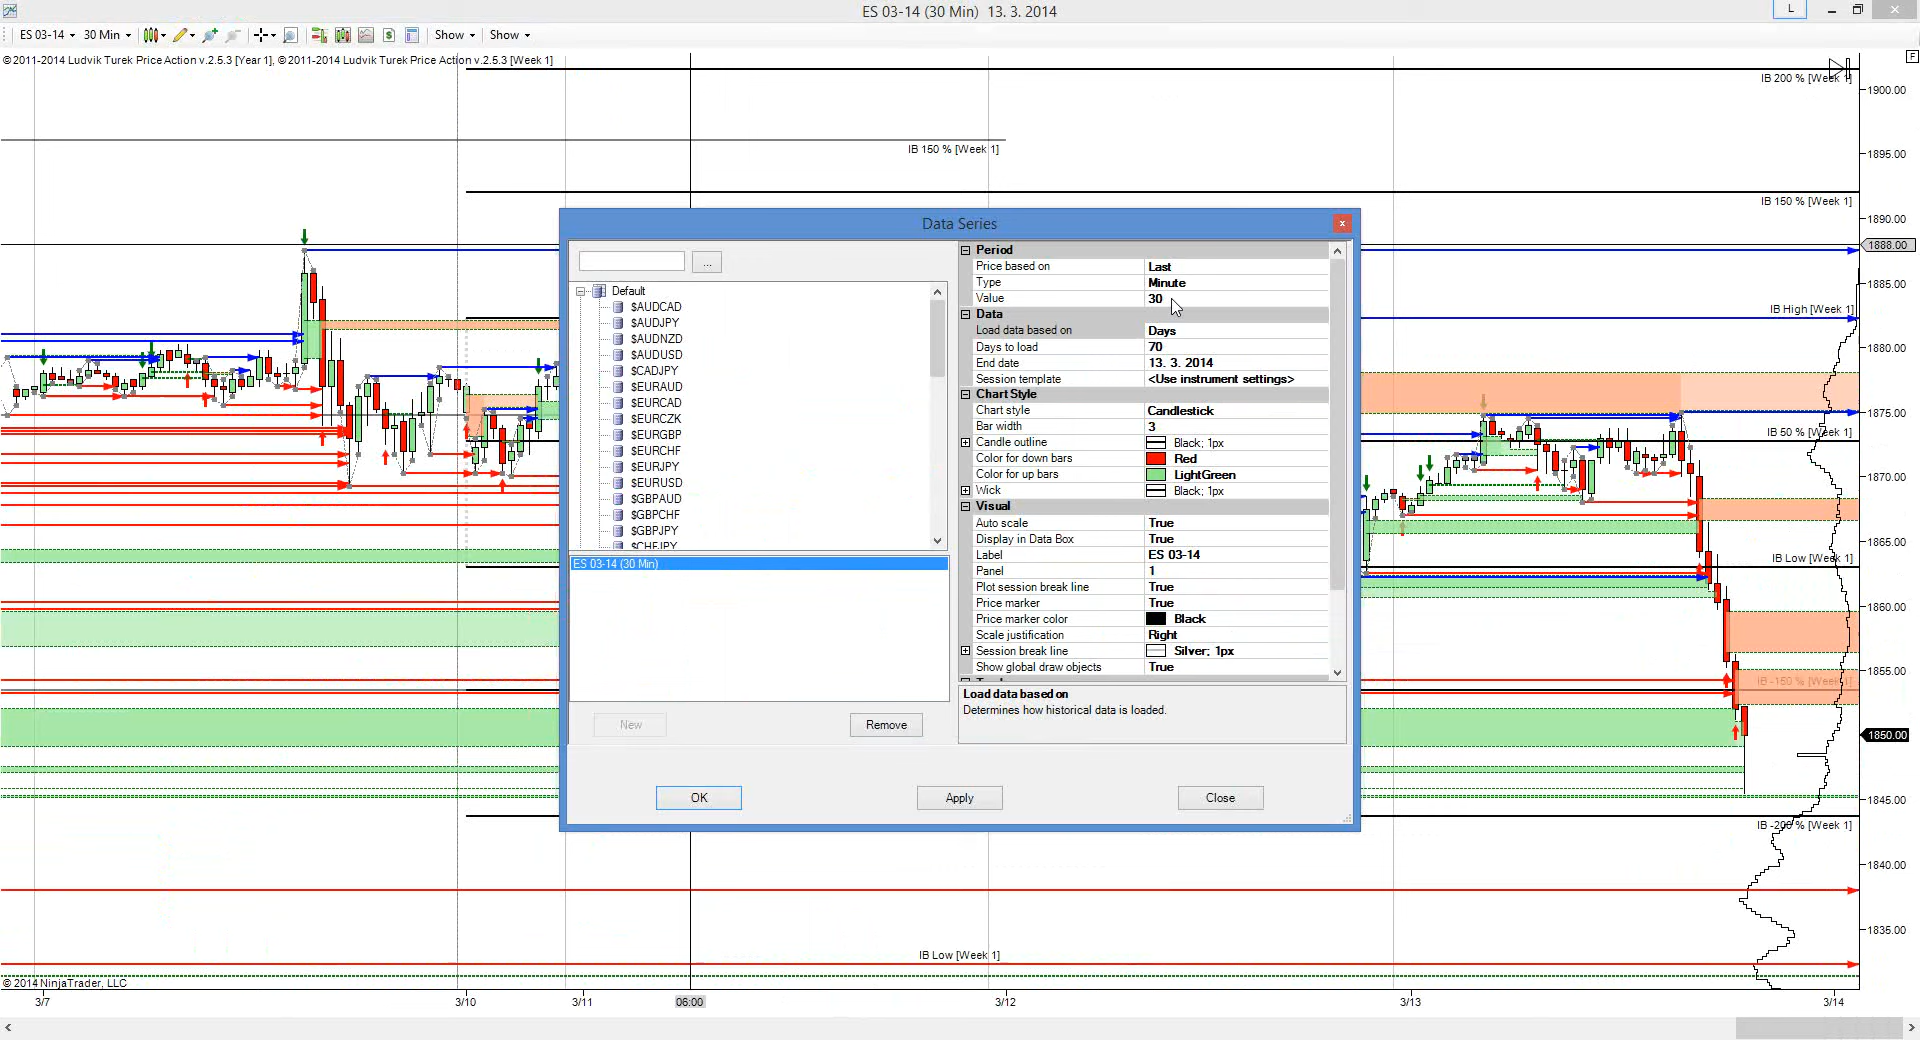 ES 03-14 (30 Min)  13. 3. 2014
L
ES 03-14
30 Min
Show
Show
©2011-2014 Ludvik Turek Price Action v.2.5.3 [Year 1], ©2011-2014 Ludvik Turek Price Action v.2.5.3 [Week 1]
F
IB 200 % [Week 1]
1900.00
IB 150 % [Week 1]
1895.00
IB 150 % [Week 1]
1890.00
1888.00
1885.00
IB High [Week 1]
1880.00
1875.00
IB 50 % [Week 1]
1870.00
1865.00
IB Low [Week 1]
1860.00
1855.00
IB -150 % [Week 1]
1850.00
1845.00
IB -200 % [Week 1]
1840.00
1835.00
IB Low [Week 1]
Data Series
...
Default
$AUDCAD
$AUDJPY
$AUDNZD
$AUDUSD
$CADJPY
$EURAUD
$EURCAD
$EURCZK
$EURGBP
$EURCHF
$EURJPY
$EURUSD
$GBPAUD
$GBPCHF
$GBPJPY
$CHFJPY
ES 03-14 (30 Min)
New
Remove
Period
Price based on Last
Type Minute
Value 30
Data
Load data based on Days
Days to load 70
End date 13. 3. 2014
Session template <Use instrument settings>
Chart Style
Chart style Candlestick
Bar width 3
Candle outline Black; 1px
Color for down bars Red
Color for up bars LightGreen
Wick Black; 1px
Visual
Auto scale True
Display in Data Box True
Label ES 03-14
Panel 1
Plot session break line True
Price marker True
Price marker color Black
Scale justification Right
Session break line Silver; 1px
Show global draw objects True
Load data based on
Determines how historical data is loaded.
OK
Apply
Close
© 2014 NinjaTrader, LLC
3/7
3/10
3/11
06:00
3/12
3/13
3/14